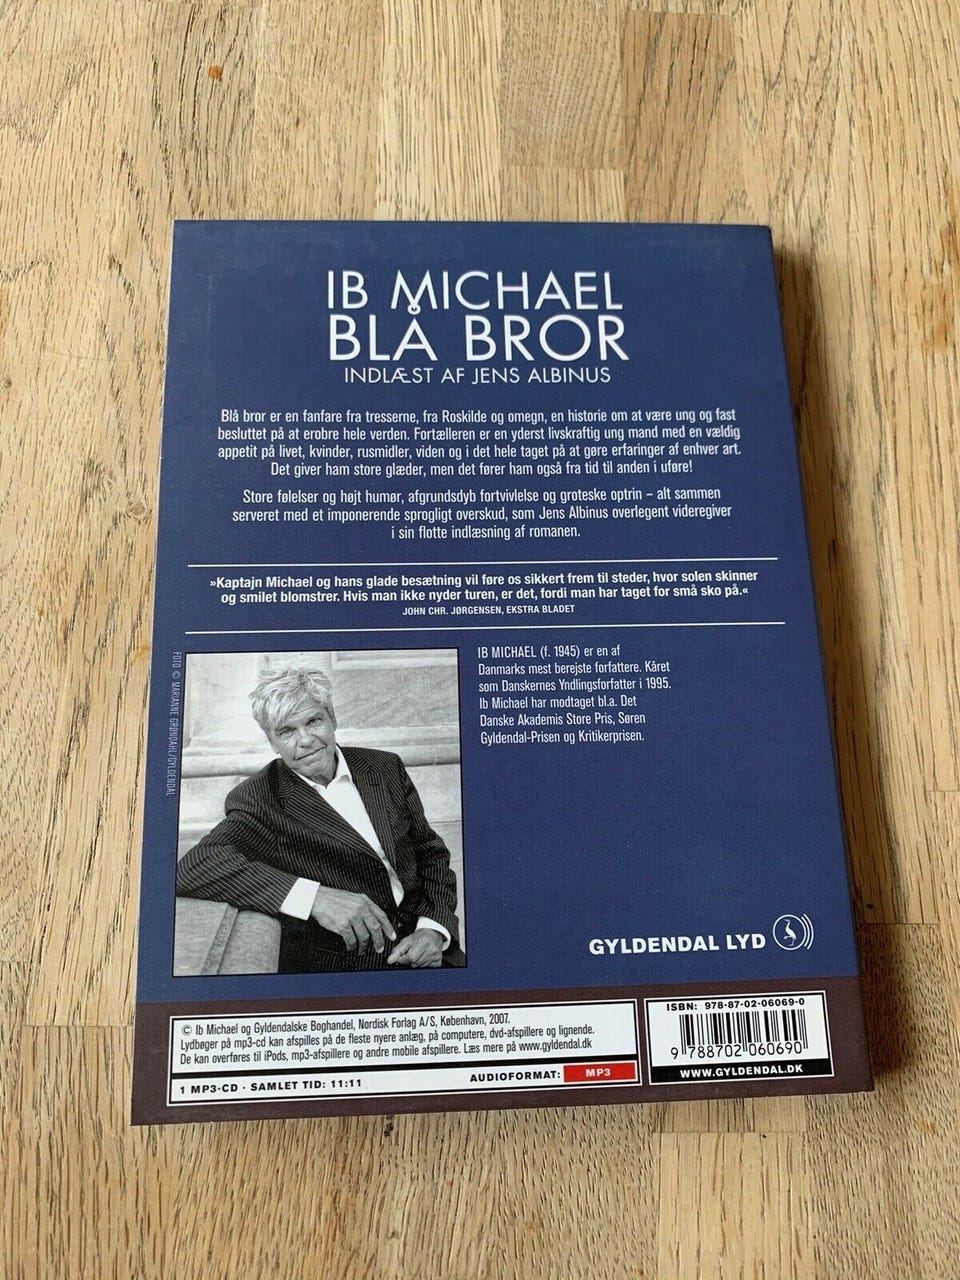 IB MICHAEL
BLÅ BROR
INDLÆST AF JENS ALBINUS
Blå bror er en fanfare fra tresserne, fra Roskilde og omegn, en historie om at være ung og fast
besluttet på at erobre hele verden. Fortælleren er en yderst livskraftig ung mand med en vældig
appetit på livet, kvinder, rusmidler, viden og i det hele taget på at gøre erfaringer af enhver art.
Det giver ham store glæder, men det fører ham også fra tid til anden i uføre!
Store følelser og højt humør, afgrundsdyb fortvivlelse og groteske optrin – alt sammen
serveret med et imponerende sprogligt overskud, som Jens Albinus overlegent videregiver
i sin flotte indlæsning af romanen.
»Kaptajn Michael og hans glade besætning vil føre os sikkert frem til steder, hvor solen skinner
og smilet blomstrer. Hvis man ikke nyder turen, er det, fordi man har taget for små sko på.«
JOHN CHR. JØRGENSEN, EKSTRA BLADET
FOTO © MARIANNE GRØNDAHL/GYLDENDAL
IB MICHAEL (f. 1945) er en af
Danmarks mest berejste forfattere. Kåret
som Danskernes Yndlingsforfatter i 1995.
Ib Michael har modtaget bl.a. Det
Danske Akademis Store Pris, Søren
Gyldendal-Prisen og Kritikerprisen.
GYLDENDAL LYD
© Ib Michael og Gyldendalske Boghandel, Nordisk Forlag A/S, København, 2007.
Lydbøger på mp3-cd kan afspilles på de fleste nyere anlæg, på computere, dvd-afspillere og lignende.
De kan overføres til iPods, mp3-afspillere og andre mobile afspillere. Læs mere på www.gyldendal.dk
1 MP3-CD · SAMLET TID: 11:11
AUDIOFORMAT: MP3
ISBN: 978-87-02-06069-0
9 788702 060690
WWW.GYLDENDAL.DK